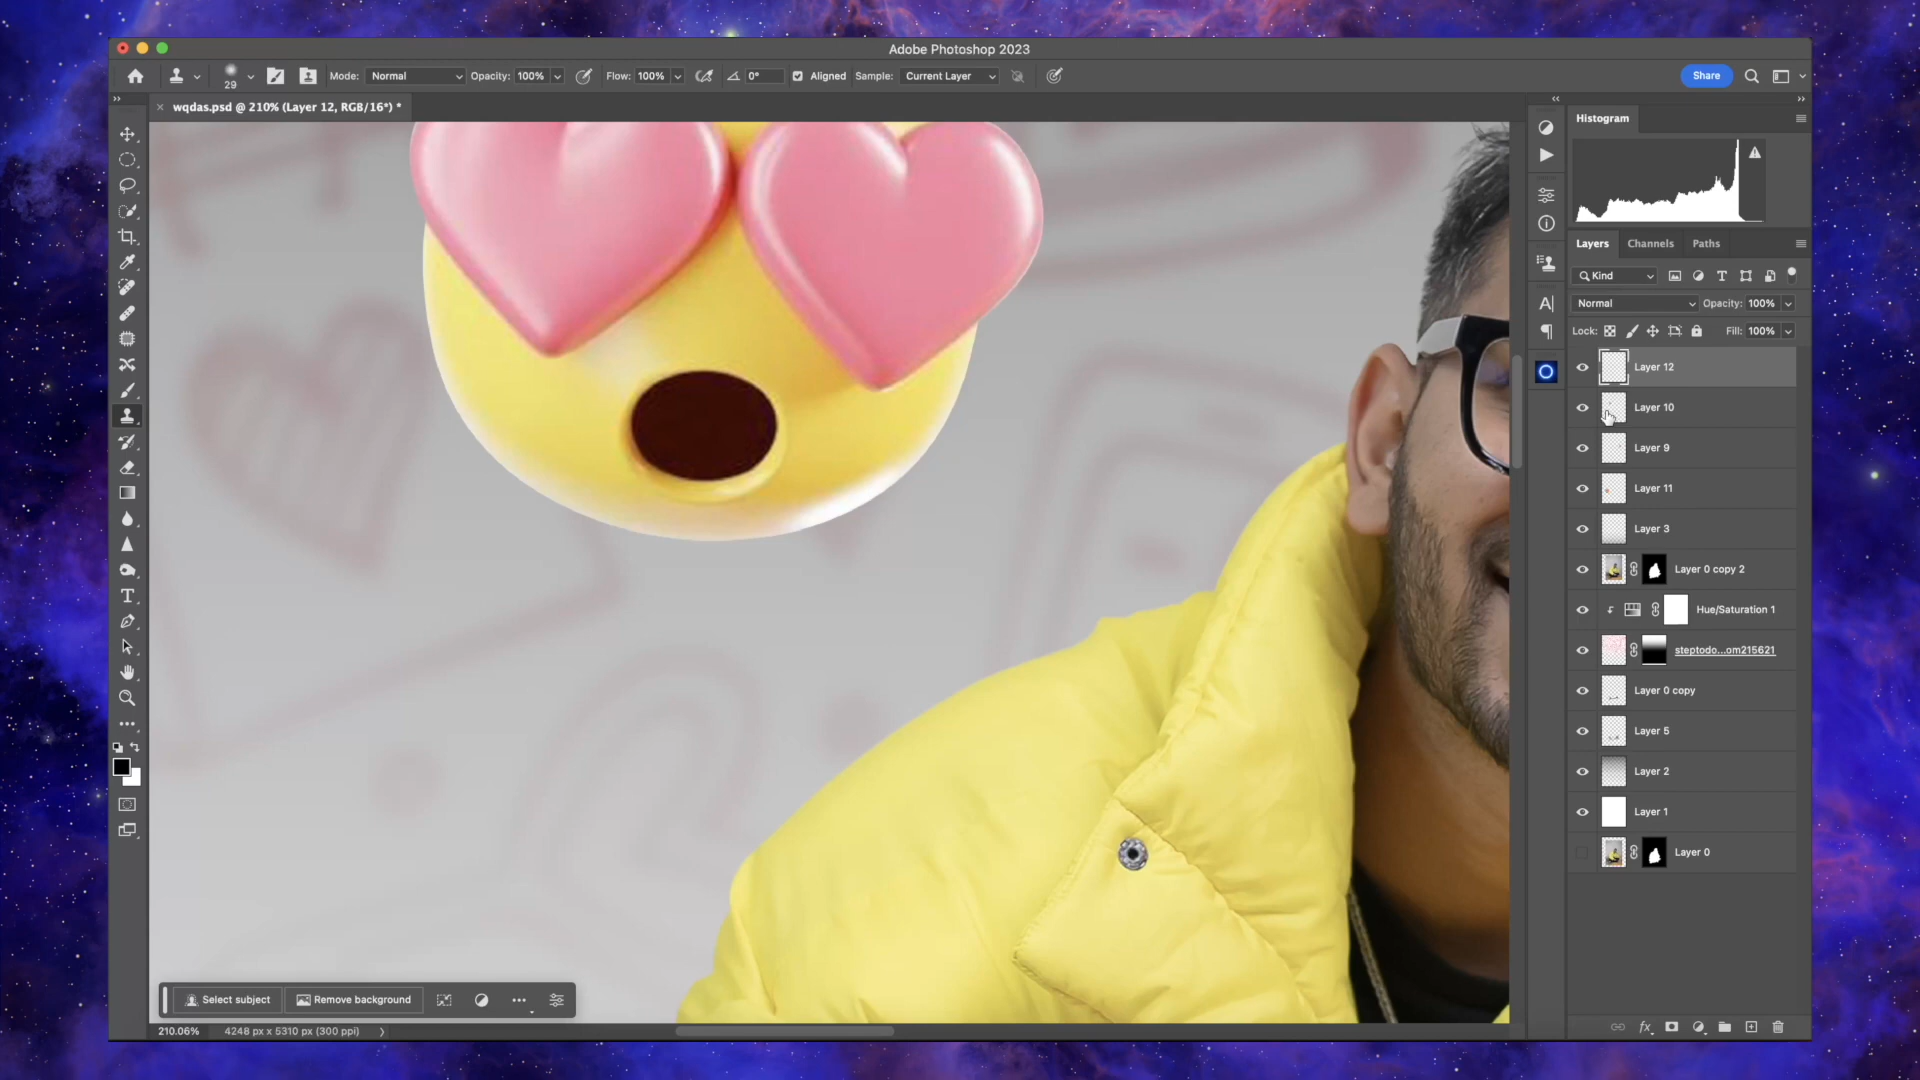 Adobe Photoshop 2023
29
Mode: Normal Opacity: 100% Flow: 100% 0° Aligned Sample: Current Layer Share
wqdas.psd @ 210% (Layer 12, RGB/16*) *
Histogram
Layers Channels Paths
Kind
Normal Opacity: 100%
Lock: Fill: 100%
Layer 12
Layer 10
Layer 9
Layer 11
Layer 3
Layer 0 copy 2
Hue/Saturation 1
steptodo...om215621
Layer 0 copy
Layer 5
Layer 2
Layer 1
Layer 0
Select subject Remove background
210.06% 4248 px x 5310 px (300 ppi)